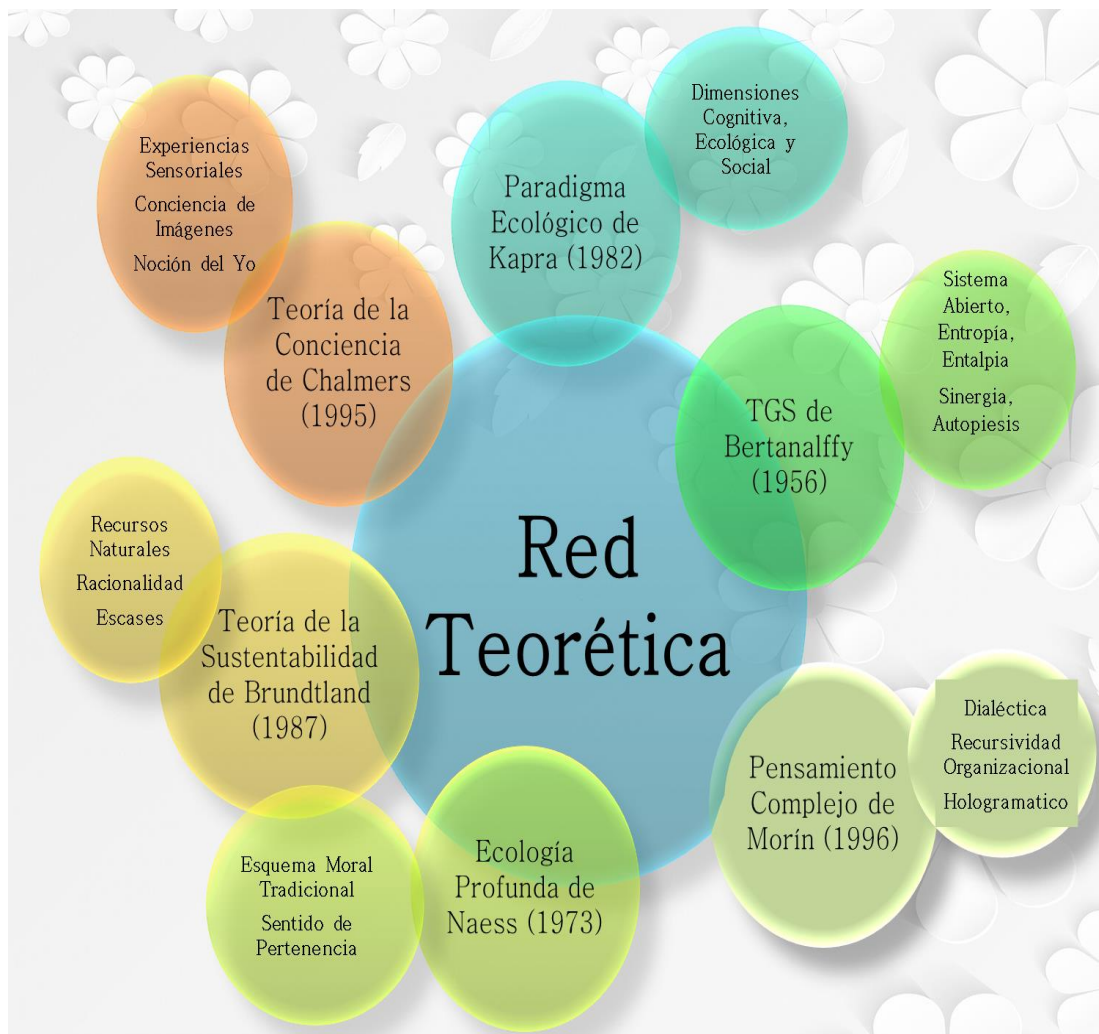 Dimensiones
Cognitiva,
Ecológica y
Social
Paradigma
Ecológico de
Kapra (1982)
Experiencias
Sensoriales
Conciencia de
Imágenes
Noción del Yo
Teoría de la
Conciencia
de Chalmers
(1995)
Sistema
Abierto,
Entropía,
Entalpia
Sinergia,
Autopiesis
TGS de
Bertanalffy
(1956)
Red
Teorética
Recursos
Naturales
Racionalidad
Escases
Teoría de la
Sustentabilidad
de Brundtland
(1987)
Dialéctica
Recursividad
Organizacional
Hologramatico
Pensamiento
Complejo de
Morín (1996)
Esquema Moral
Tradicional
Sentido de
Pertenencia
Ecología
Profunda de
Naess (1973)